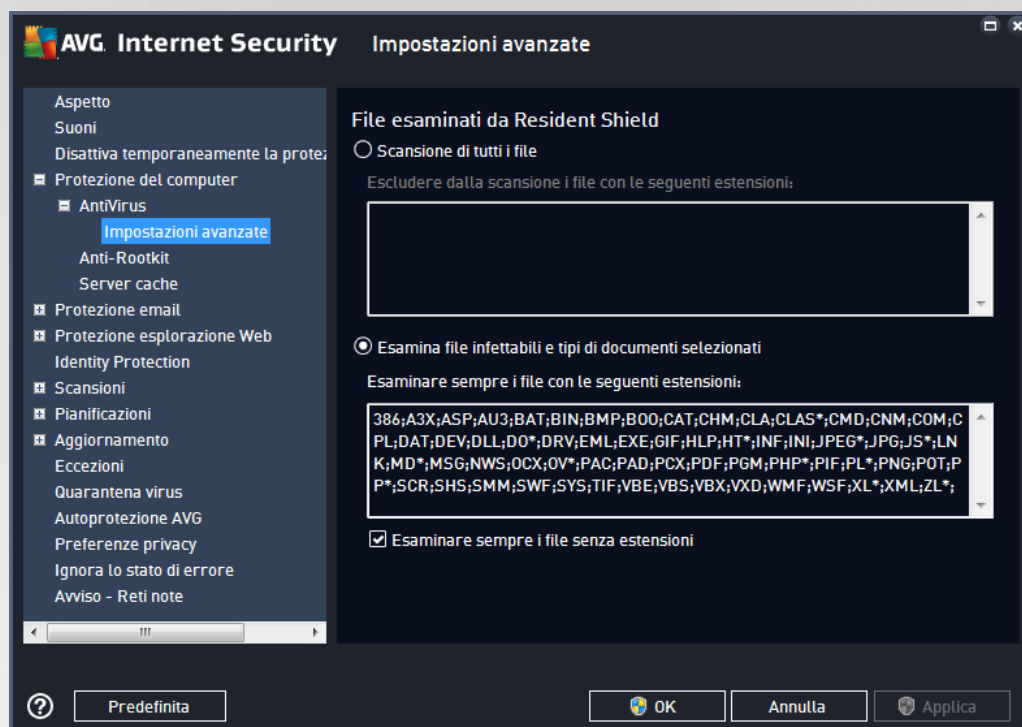 AVG. Internet Security
Impostazioni avanzate
Aspetto
Suoni
Disattiva temporaneamente la protez
Protezione del computer
AntiVirus
Impostazioni avanzate
Anti-Rootkit
Server cache
Protezione email
Protezione esplorazione Web
Identity Protection
Scansioni
Pianificazioni
Aggiornamento
Eccezioni
Quarantena virus
Autoprotezione AVG
Preferenze privacy
Ignora lo stato di errore
Avviso - Reti note
File esaminati da Resident Shield
Scansione di tutti i file
Escludere dalla scansione i file con le seguenti estensioni:
Esamina file infettabili e tipi di documenti selezionati
Esaminare sempre i file con le seguenti estensioni:
386;A3X;ASP;AU3;BAT;BIN;BMP;BOO;CAT;CHM;CLA;CLAS*;CMD;CNM;COM;C
PL;DAT;DEV;DLL;DO*;DRV;EML;EXE;GIF;HLP;HT*;INF;INI;JPEG*;JPG;JS*;LN
K;MD*;MSG;NWS;OCX;OV*;PAC;PAD;PCX;PDF;PGM;PHP*;PIF;PL*;PNG;POT;P
P*;SCR;SHS;SMM;SWF;SYS;TIF;VBE;VBS;VBX;VXD;WMF;WSF;XL*;XML;ZL*;
Esaminare sempre i file senza estensioni
Predefinita
OK
Annulla
Applica